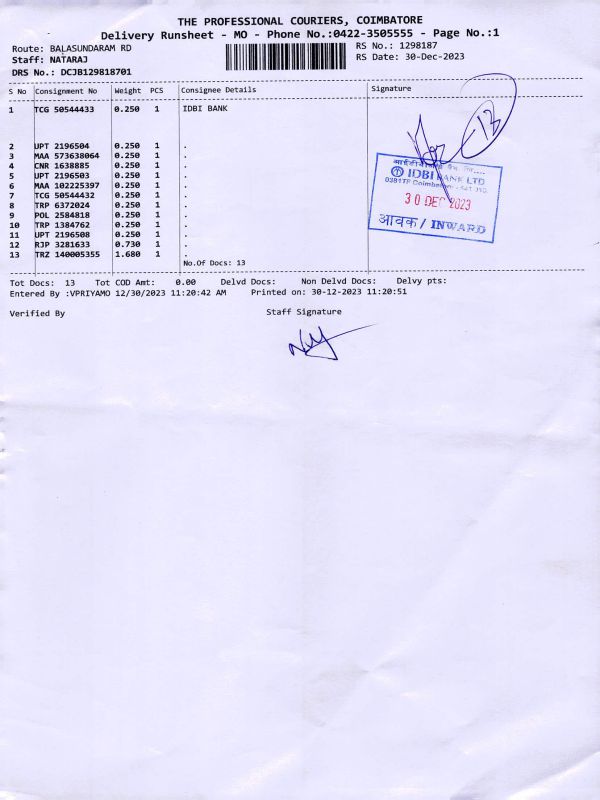 THE PROFESSIONAL COURIERS, COIMBATORE
Delivery Runsheet - MO - Phone No.:0422-3505555 - Page No.:1
Route: BALASUNDARAM RD
RS No.: 1298187
Staff: NATARAJ
RS Date: 30-Dec-2023
DRS No.: DCJB129818701
S No Consignment No Weight PCS Consignee Details Signature
1 TCG 50544433 0.250 1 IDBI BANK
13
2 UPT 2196504 0.250 1 .
3 MAA 573638064 0.250 1 .
4 CNR 1638885 0.250 1 .
5 UPT 2196503 0.250 1 .
6 MAA 102225397 0.250 1 .
7 TCG 50544432 0.250 1 .
8 TRP 6372024 0.250 1 .
9 POL 2584818 0.250 1 .
10 TRP 1384762 0.250 1 .
11 UPT 2196508 0.250 1 .
12 RJP 3281633 0.730 1 .
13 TRZ 140005355 1.680 1 .
IDBI BANK LTD
30 DEC 2023
आवक / INWARD
No.Of Docs: 13
Tot Docs: 13 Tot COD Amt: 0.00 Delvd Docs: Non Delvd Docs: Delvy pts:
Entered By :VPRIYAMO 12/30/2023 11:20:42 AM Printed on: 30-12-2023 11:20:51
Verified By Staff Signature